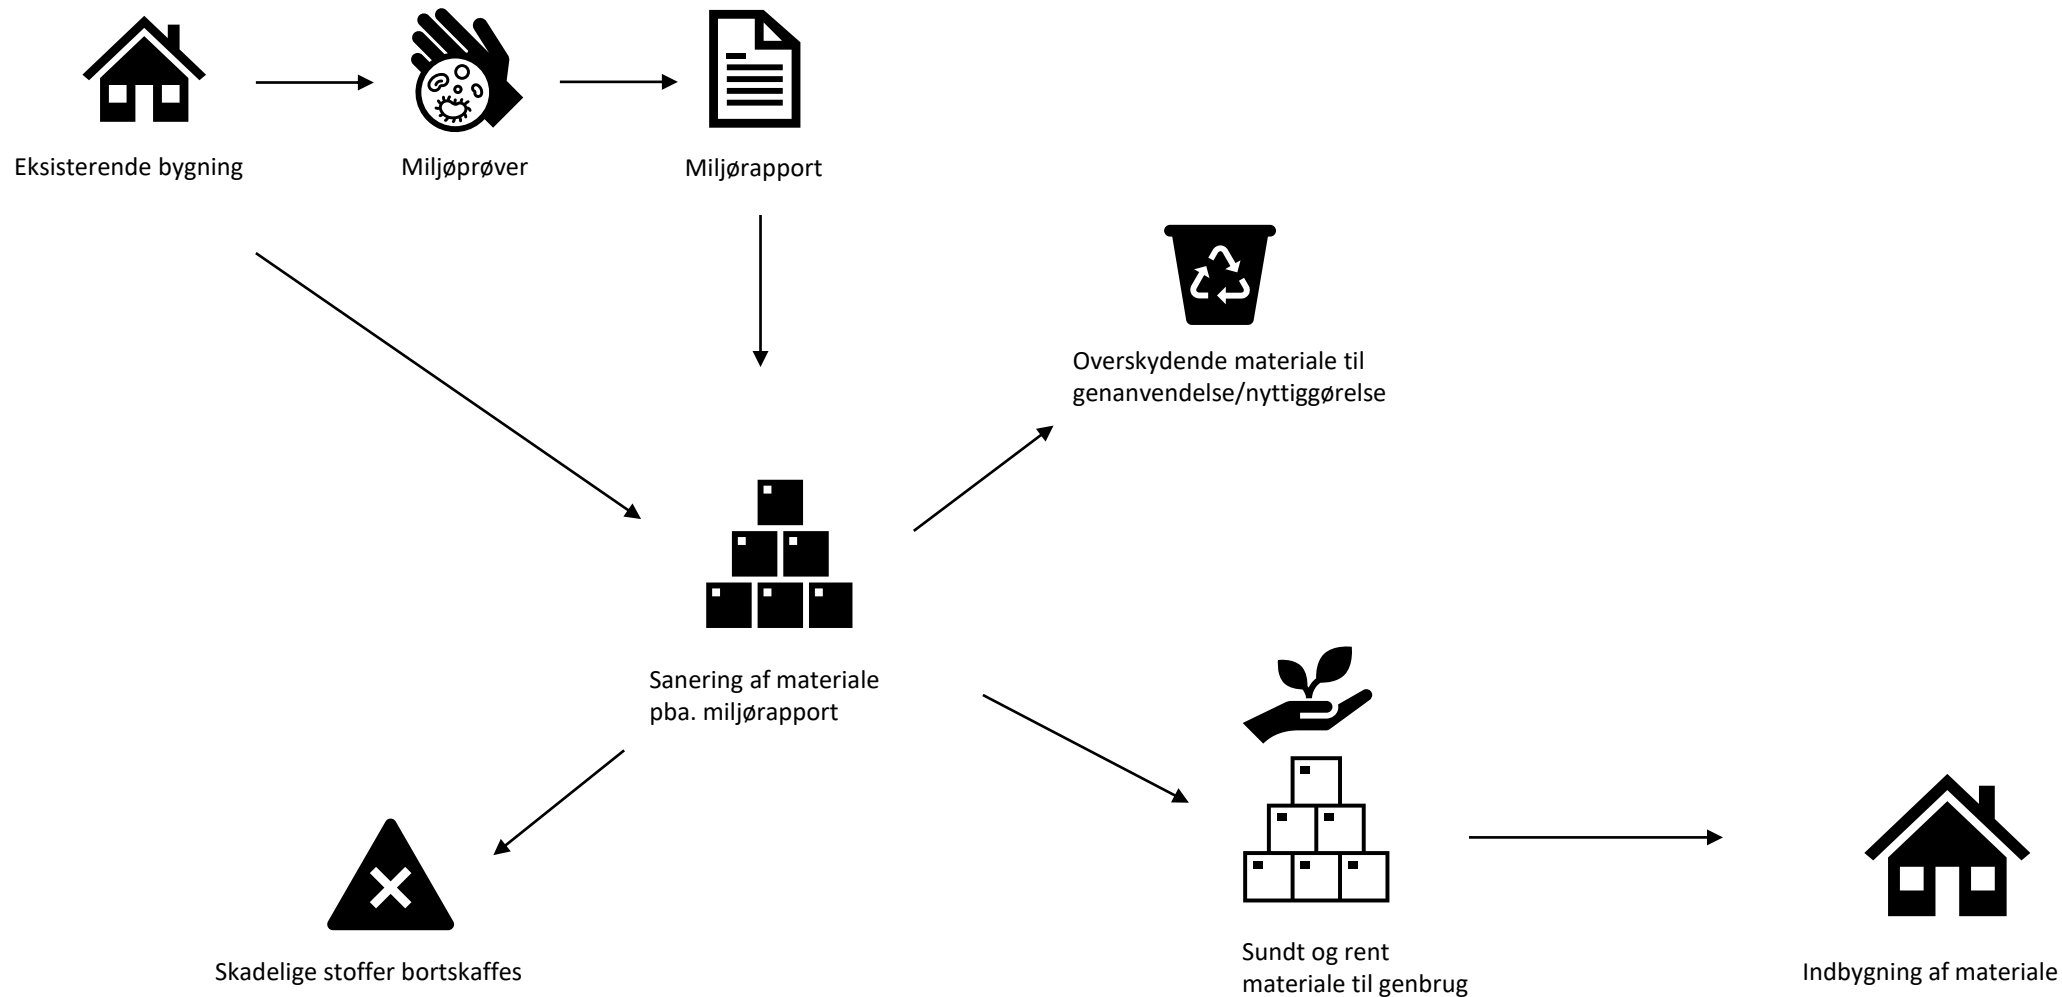 Eksisterende bygning
Miljøprøver
Miljørapport
Overskydende materiale til
genanvendelse/nyttiggørelse
Sanering af materiale
pba. miljørapport
Skadelige stoffer bortskaffes
Sundt og rent
materiale til genbrug
Indbygning af materiale